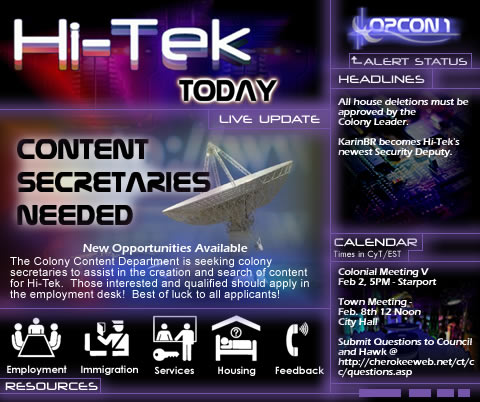 Hi-Tek
TODAY
LIVE UPDATE
CONTENT
SECRETARIES
NEEDED
New Opportunities Available
The Colony Content Department is seeking colony
secretaries to assist in the creation and search of content
for Hi-Tek. Those interested and qualified should apply in
the employment desk! Best of luck to all applicants!
Employment
Immigration
Services
Housing
Feedback
RESOURCES
OPCON 1
ALERT STATUS
HEADLINES
All house deletions must be
approved by the
Colony Leader.
KarinBR becomes Hi-Tek's
newest Security Deputy.
CALENDAR
Times in CyT/EST
Colonial Meeting V
Feb 2, 5PM - Starport
Town Meeting -
Feb. 8th 12 Noon
City Hall
Submit Questions to Council
and Hawk @
http://cherokeeweb.net/ct/c
c/questions.asp